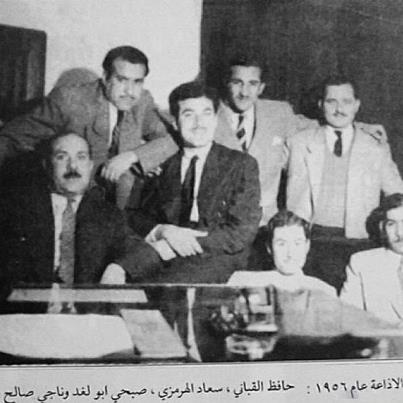 الاذاعة عام ١٩٥٦ : حافظ القباني ، سعاد الهرمزي ، صبحي ابو لغد وناجي صالح